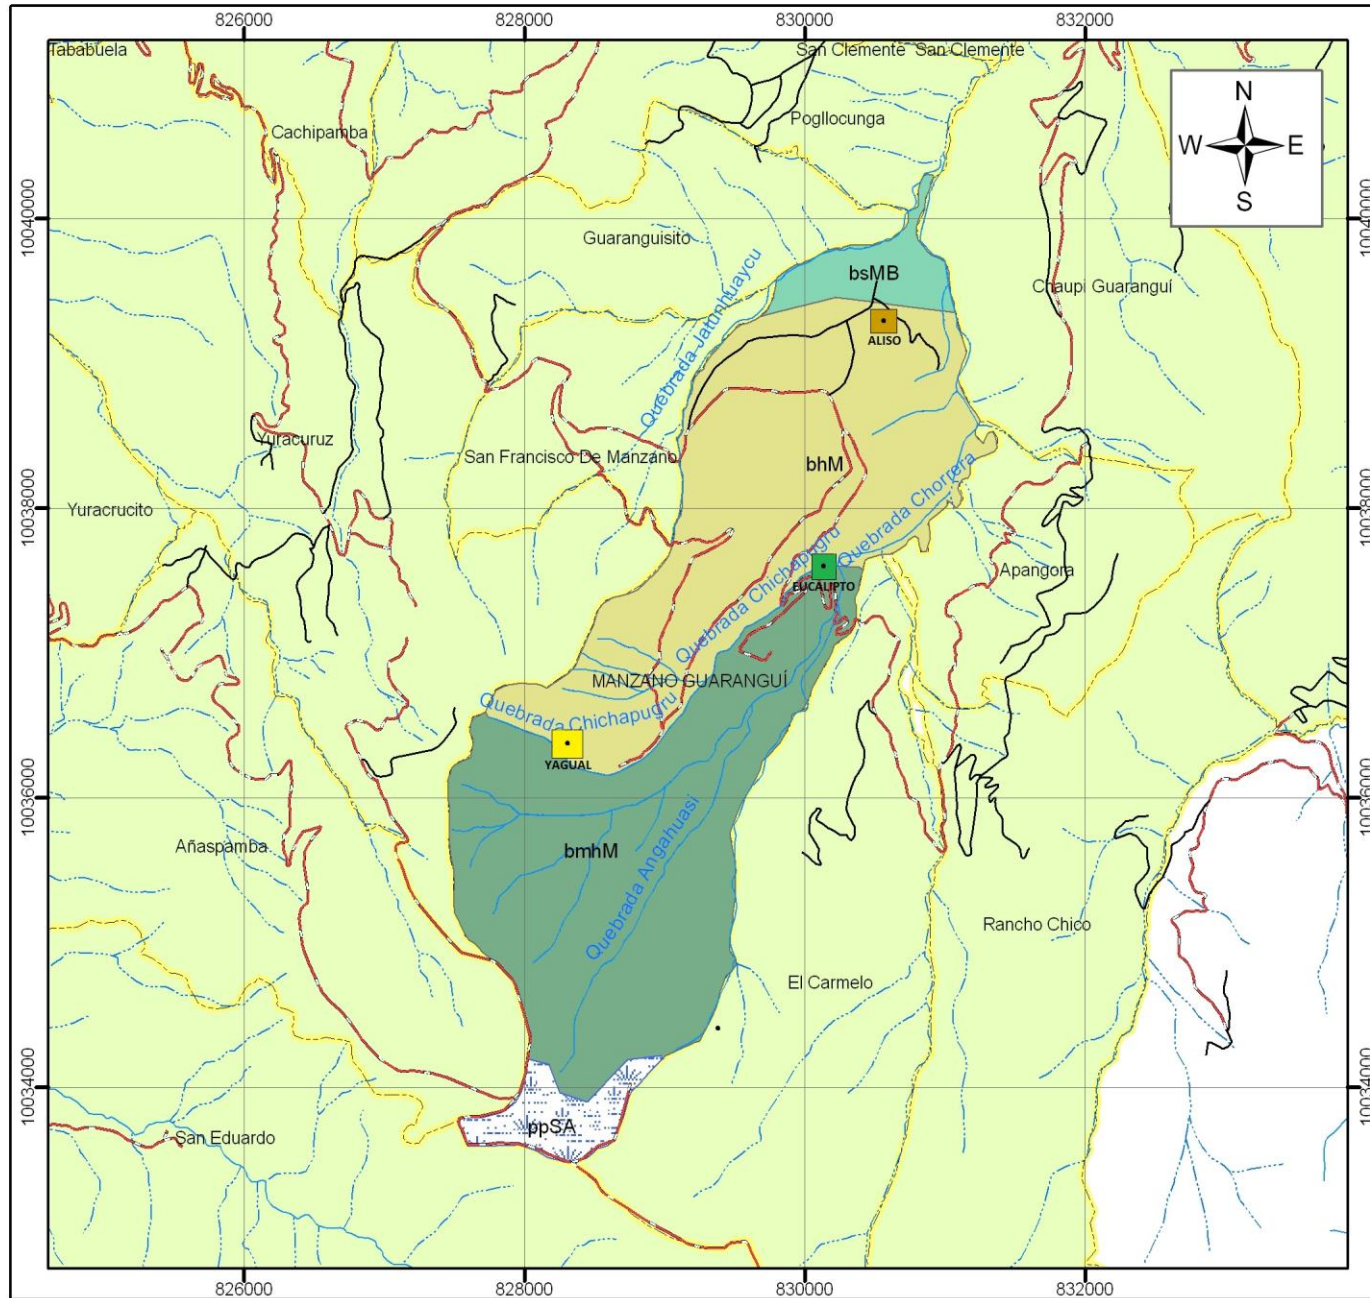 826000
828000
830000
832000
Tababuela
San Clemente
San Clemente
N
W
E
S
Cachipamba
Pogllocunga
10040000
10040000
Guaranguisito
Quebrada Jatunhuaycu
bsMB
Chaupi Guaranguí
ALISO
Yuracuruz
San Francisco De Manzano
bhM
Quebrada Chorrera
10038000
10038000
Yuracrucito
Quebrada Chichapugru
EUCALIPTO
Apangora
MANZANO GUARANGUÍ
Quebrada Chichapugru
YAGUAL
10036000
10036000
Añaspamba
bmhM
Quebrada Angahuasi
Rancho Chico
El Carmelo
10034000
10034000
ppSA
San Eduardo
826000
828000
830000
832000